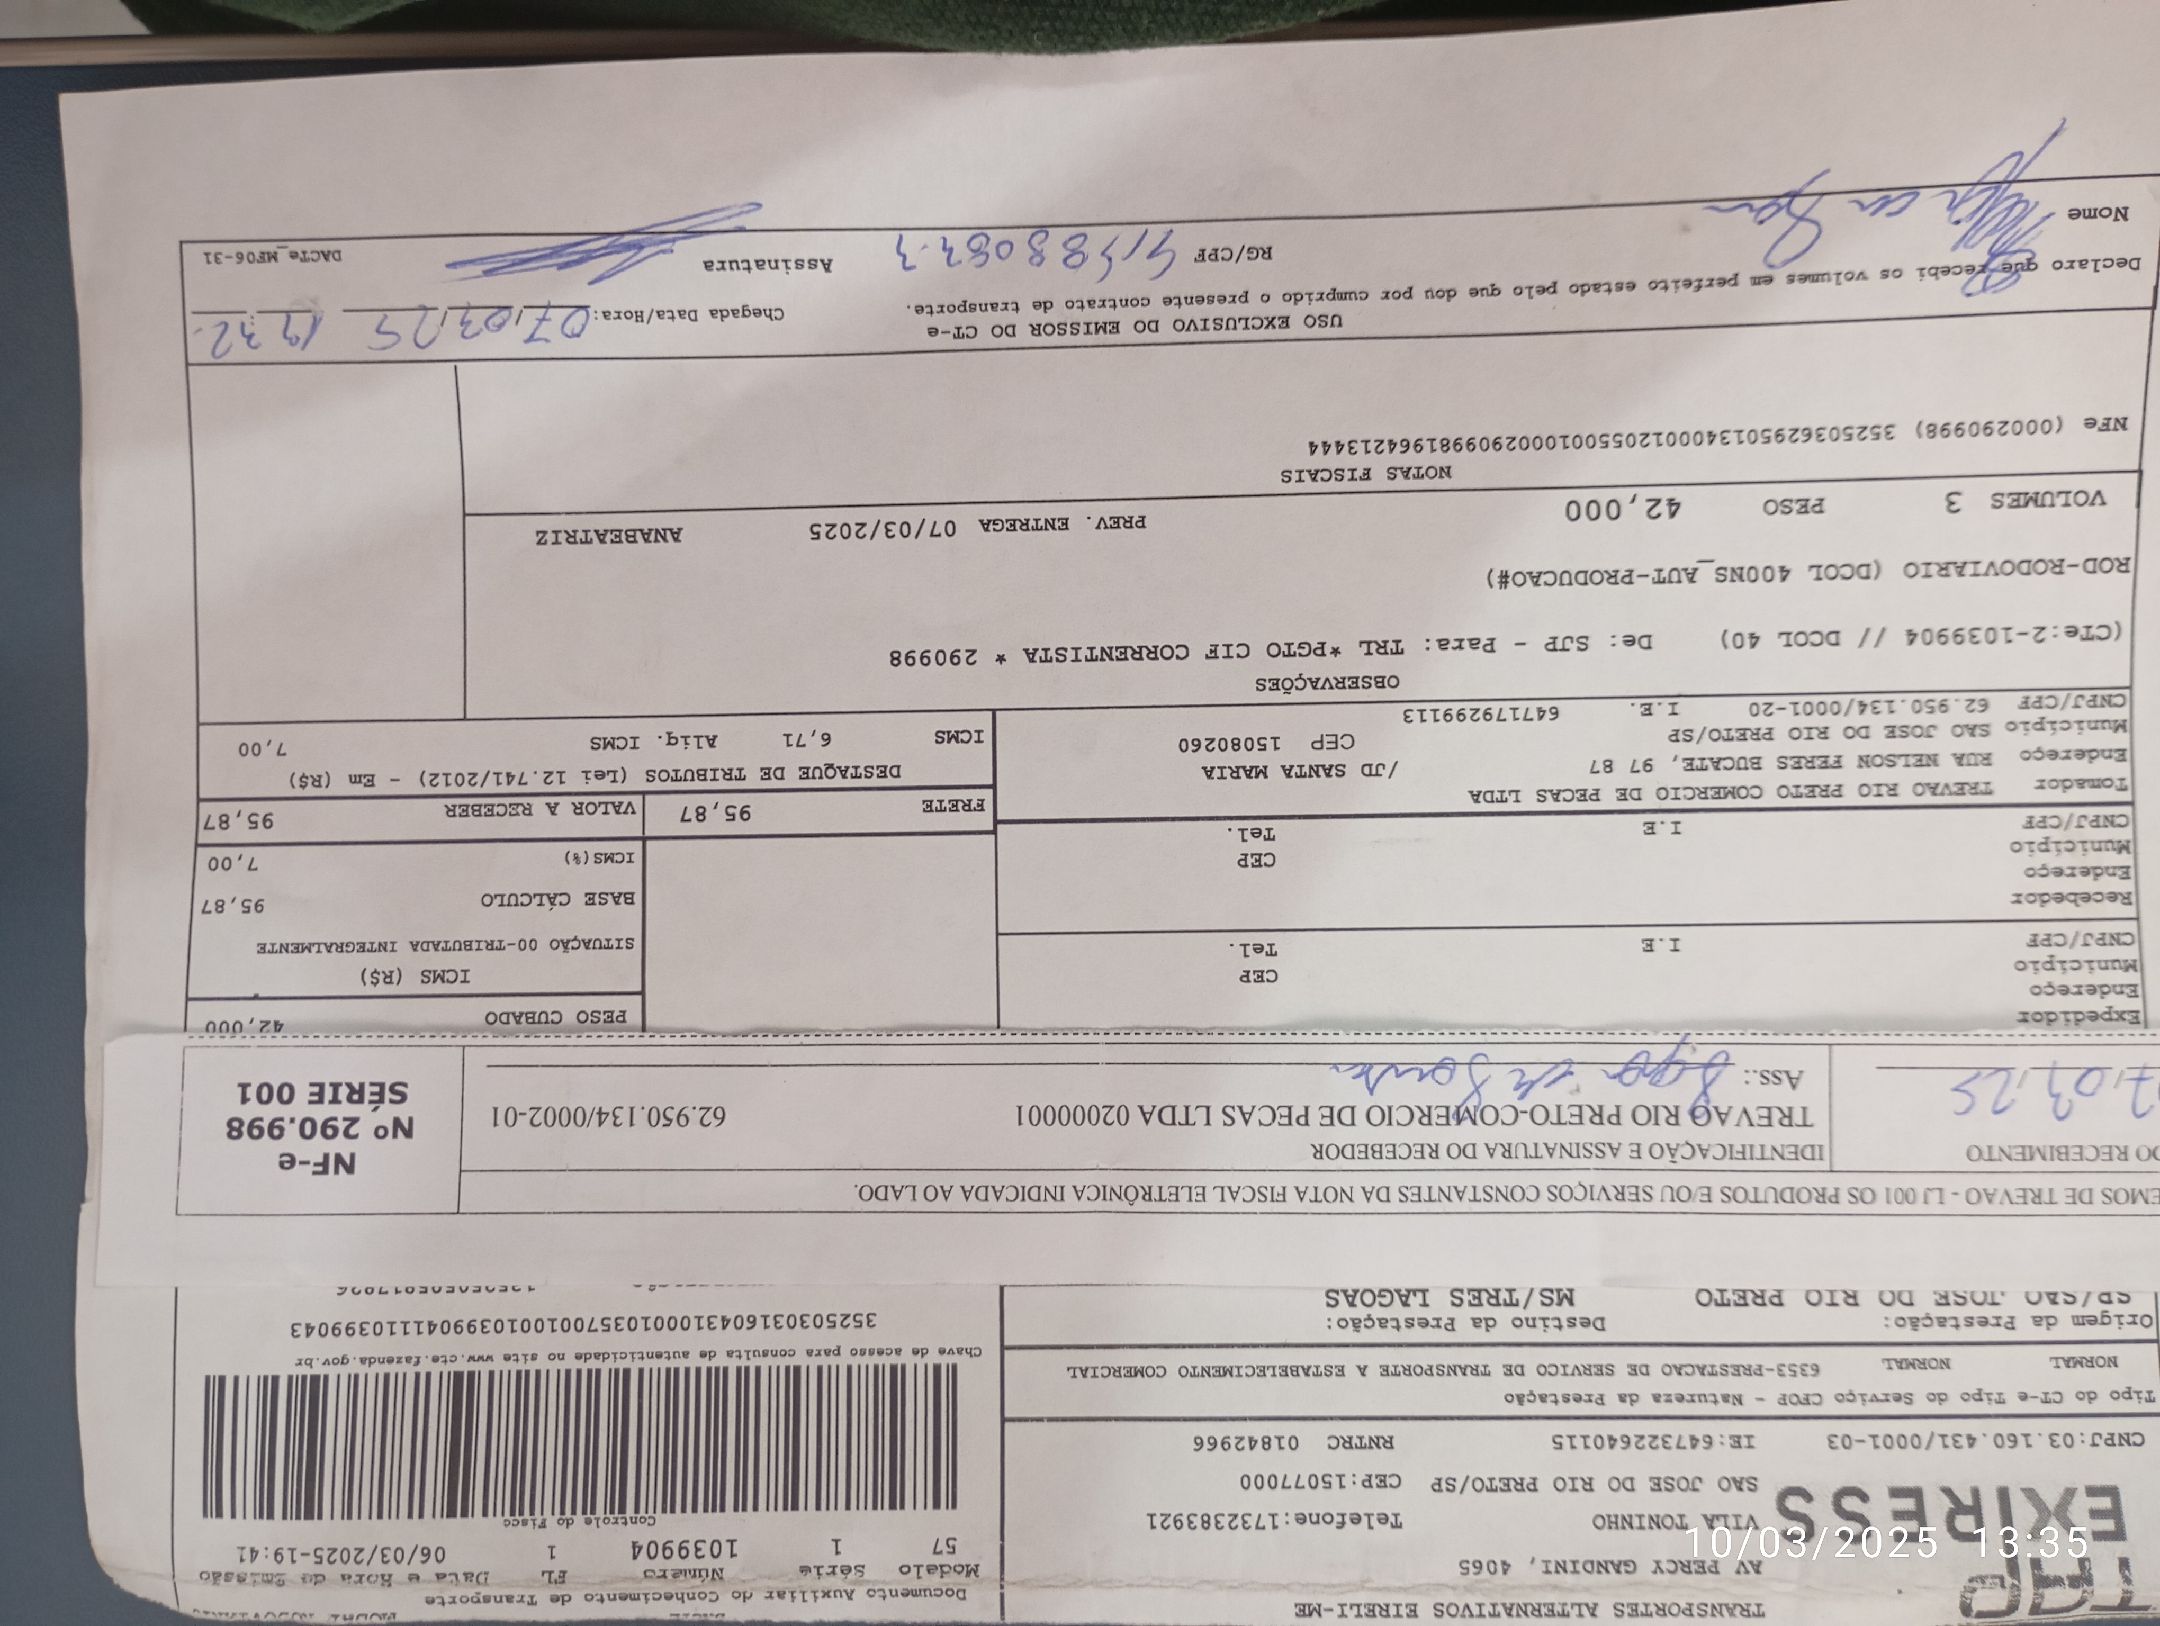 TRANSPORTES ALTERNATIVOS EIRELI-ME
AV PERCY GANDINI, 4065
VILA TONINHO Telefone:1732383921
SAO JOSE DO RIO PRETO/SP CEP:15077000
CNPJ:03.160.431/0001-03 IE:647322640115 RNTRC 01842966
EXIRESS
Documento Auxiliar do Conhecimento de Transporte
Modelo Série Número FL Data e Hora de Emissão
57 1 1039904 1 06/03/2025-19:41
Controle do Fisco
Chave de acesso para consulta de autenticidade no site www.cte.fazenda.gov.br
352503031604310001035700100103990411110399043
Tipo do CT-e Tipo do Serviço CFOP - Natureza da Prestação
NORMAL NORMAL 6353-PRESTACAO DE SERVICO DE TRANSPORTE A ESTABELECIMENTO COMERCIAL
Origem da Prestação: Destino da Prestação:
SP/SAO JOSE DO RIO PRETO MS/TRES LAGOAS
EMOS DE TREVAO - LJ 001 OS PRODUTOS E/OU SERVIÇOS CONSTANTES DA NOTA FISCAL ELETRÔNICA INDICADA AO LADO.
DO RECEBIMENTO
IDENTIFICAÇÃO E ASSINATURA DO RECEBEDOR
TREVAO RIO PRETO-COMERCIO DE PECAS LTDA 02000001 62.950.134/0002-01
7,03,25
Ass.:
NF-e
Nº 290.998
SÉRIE 001
Expedidor
Endereço
Município CEP
CNPJ/CPF I.E Tel.
Recebedor
Endereço
Município CEP
CNPJ/CPF I.E Tel.
PESO CUBADO 42,000
ICMS (R$)
SITUAÇÃO 00-TRIBUTADA INTEGRALMENTE
BASE CÁLCULO 95,87
ICMS(%) 7,00
FRETE 95,87 VALOR A RECEBER 95,87
DESTAQUE DE TRIBUTOS (Lei 12.741/2012) - Em (R$)
ICMS 6,71 Aliq. ICMS 7,00
Tomador TREVAO RIO PRETO COMERCIO DE PECAS LTDA
Endereço RUA NELSON FERES BUCATE, 97 87 /JD SANTA MARIA
Município SAO JOSE DO RIO PRETO/SP CEP 15080260
CNPJ/CPF 62.950.134/0001-20 I.E. 647179299113
OBSERVAÇÕES
(CTe:2-1039904 // DCOL 40) De: SJP - Para: TRL *PGTO CIF CORRENTISTA * 290998
ROD-RODOVIARIO (DCOL 400NS_AUT-PRODUCAO#)
VOLUMES 3 PESO 42,000 PREV. ENTREGA 07/03/2025 ANABEATRIZ
NOTAS FISCAIS
NFe (000290998) 35250362950134000120550010002909981964213444
USO EXCLUSIVO DO EMISSOR DO CT-e
Declaro que recebi os volumes em perfeito estado pelo que dou por cumprido o presente contrato de transporte.
Chegada Data/Hora: 07/03/25
Nome RG/CPF Assinatura
DACTe_MF06-31
10/03/2025 13:35